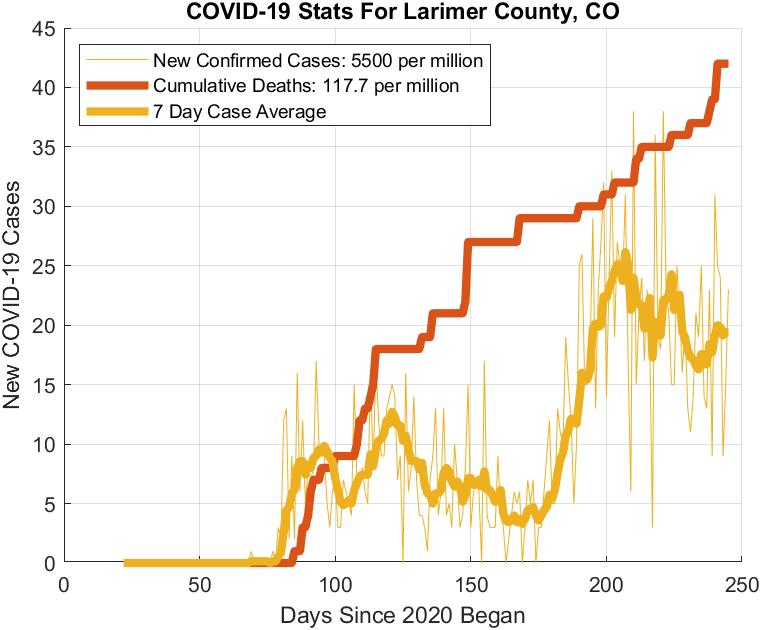 COVID-19 Stats For Larimer County, CO
New Confirmed Cases: 5500 per million
Cumulative Deaths: 117.7 per million
7 Day Case Average
New COVID-19 Cases
45
40
35
30
25
20
15
10
5
0
0 50 100 150 200 250
Days Since 2020 Began